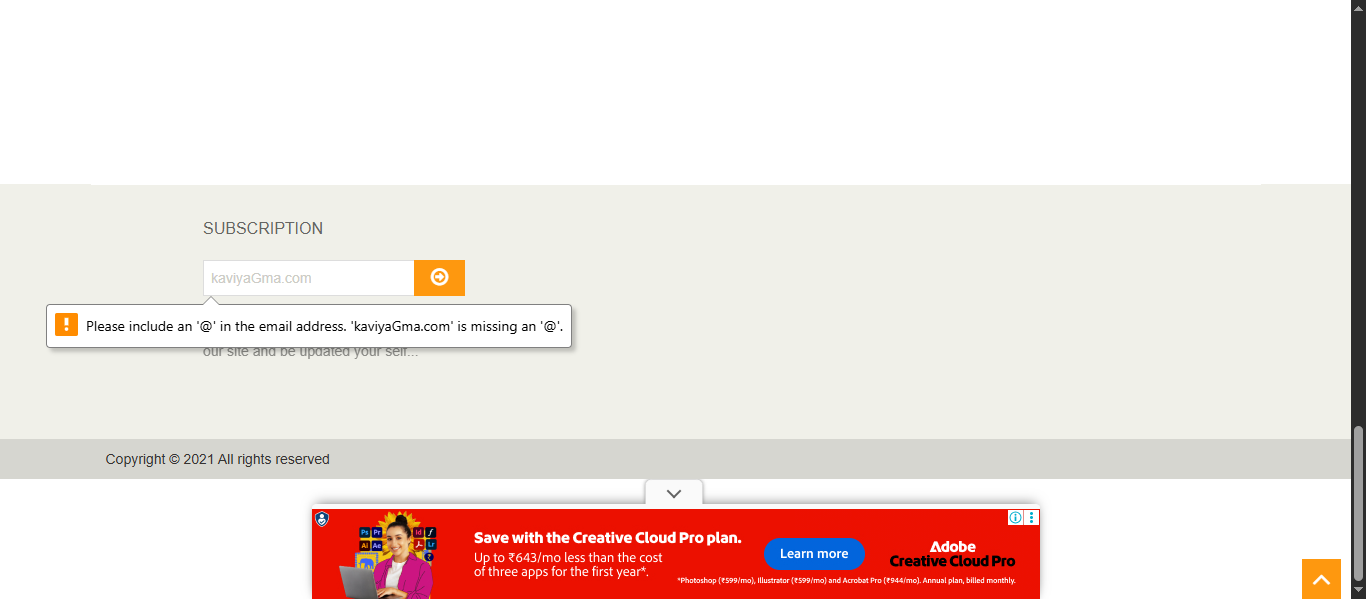 SUBSCRIPTION
kaviyaGma.com
Please include an '@' in the email address. 'kaviyaGma.com' is missing an '@'.
our site and be updated your self...
Copyright © 2021 All rights reserved
Ps Pr Id f
Ai Ae Lr
Save with the Creative Cloud Pro plan.
Up to ₹643/mo less than the cost
of three apps for the first year*.
Learn more
Adobe
Creative Cloud Pro
*Photoshop (₹599/mo), Illustrator (₹599/mo) and Acrobat Pro (₹944/mo). Annual plan, billed monthly.